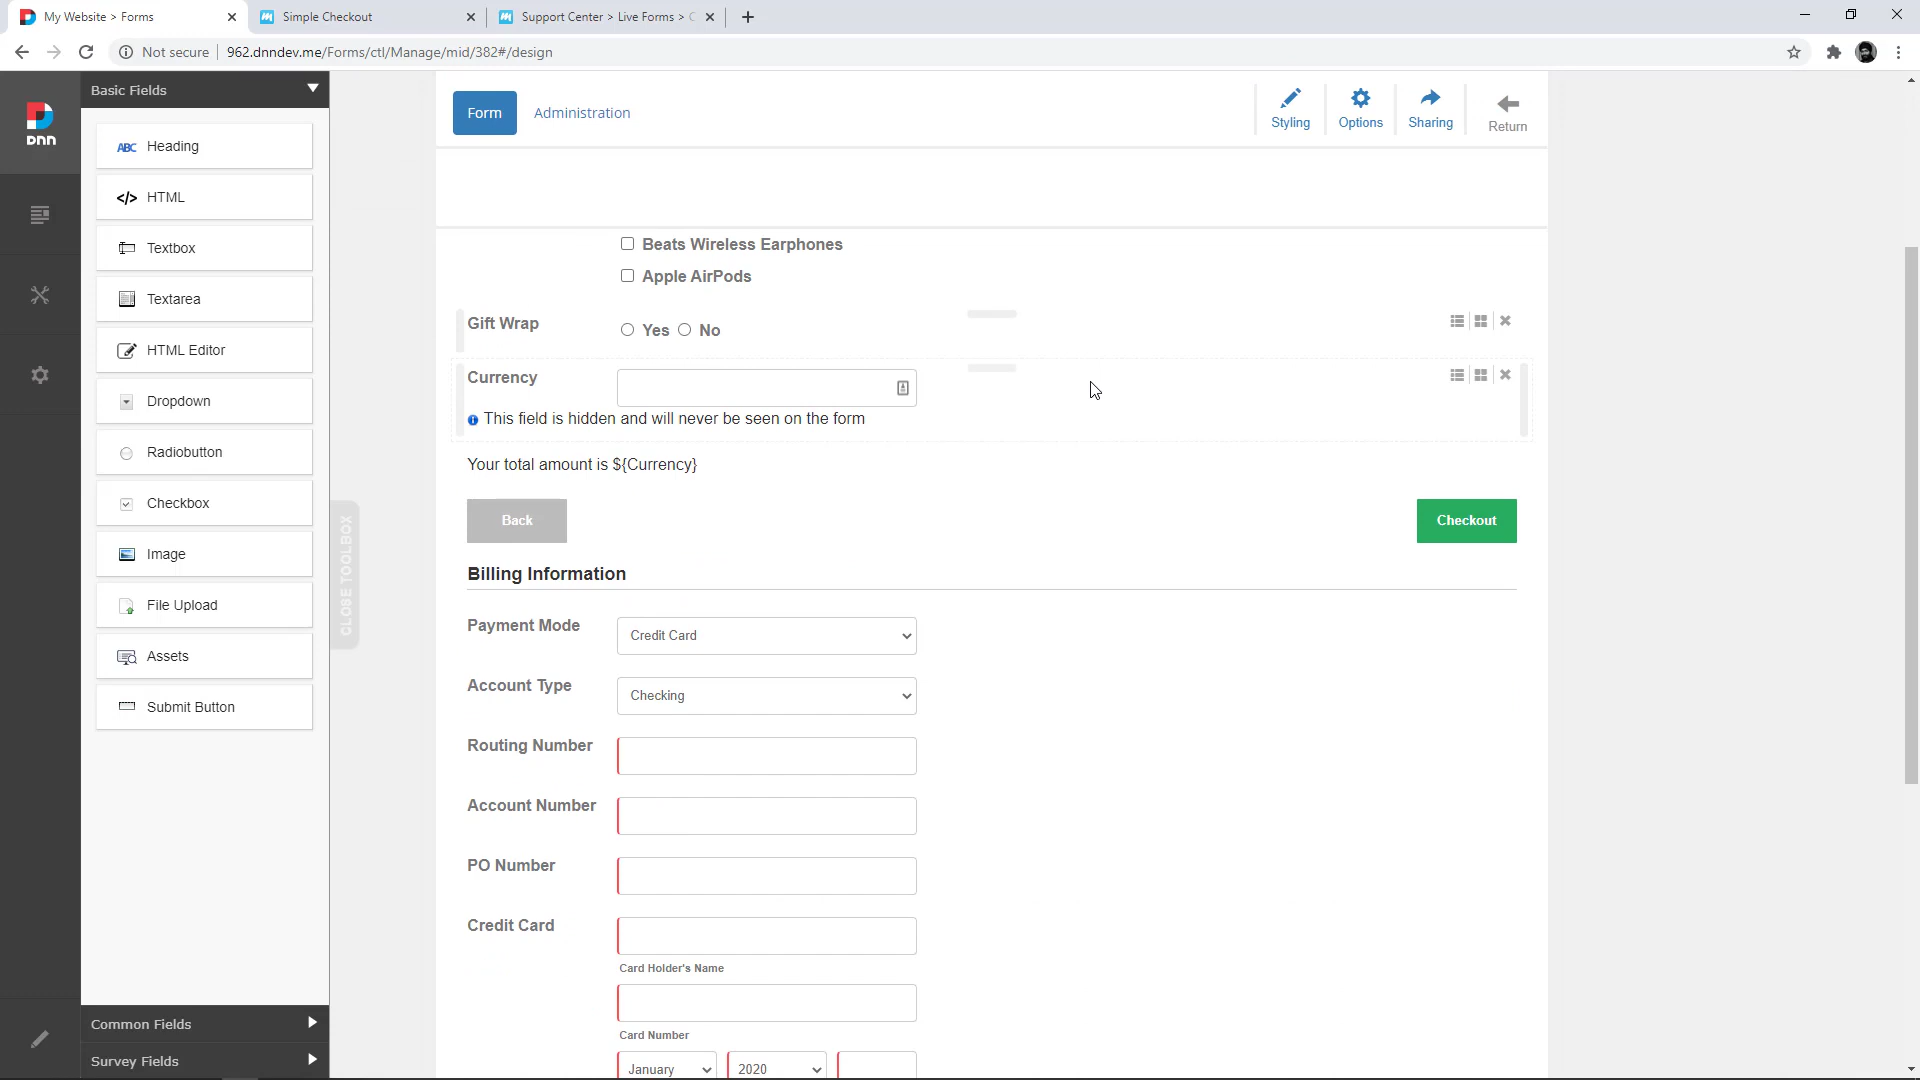 My Website > Forms
Simple Checkout
Support Center > Live Forms >
Not secure
962.dnndev.me/Forms/ctl/Manage/mid/382#/design
DNN
Basic Fields
ABC Heading
</> HTML
Textbox
Textarea
HTML Editor
Dropdown
Radiobutton
Checkbox
Image
File Upload
Assets
Submit Button
Common Fields
Survey Fields
CLOSE TOOLBOX
Form
Administration
Styling
Options
Sharing
Return
Beats Wireless Earphones
Apple AirPods
Gift Wrap
Yes
No
Currency
This field is hidden and will never be seen on the form
Your total amount is ${Currency}
Back
Checkout
Billing Information
Payment Mode
Credit Card
Account Type
Checking
Routing Number
Account Number
PO Number
Credit Card
Card Holder's Name
Card Number
January
2020